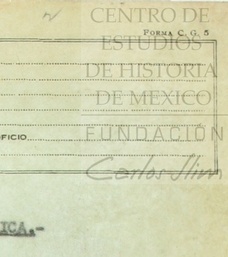 CENTRO DE
FORMA C. G. 5
ESTUDIOS
DE HISTORIA
DE MEXICO
FUNDACIÓN
OFICIO
Carlos Slim
ICA.-